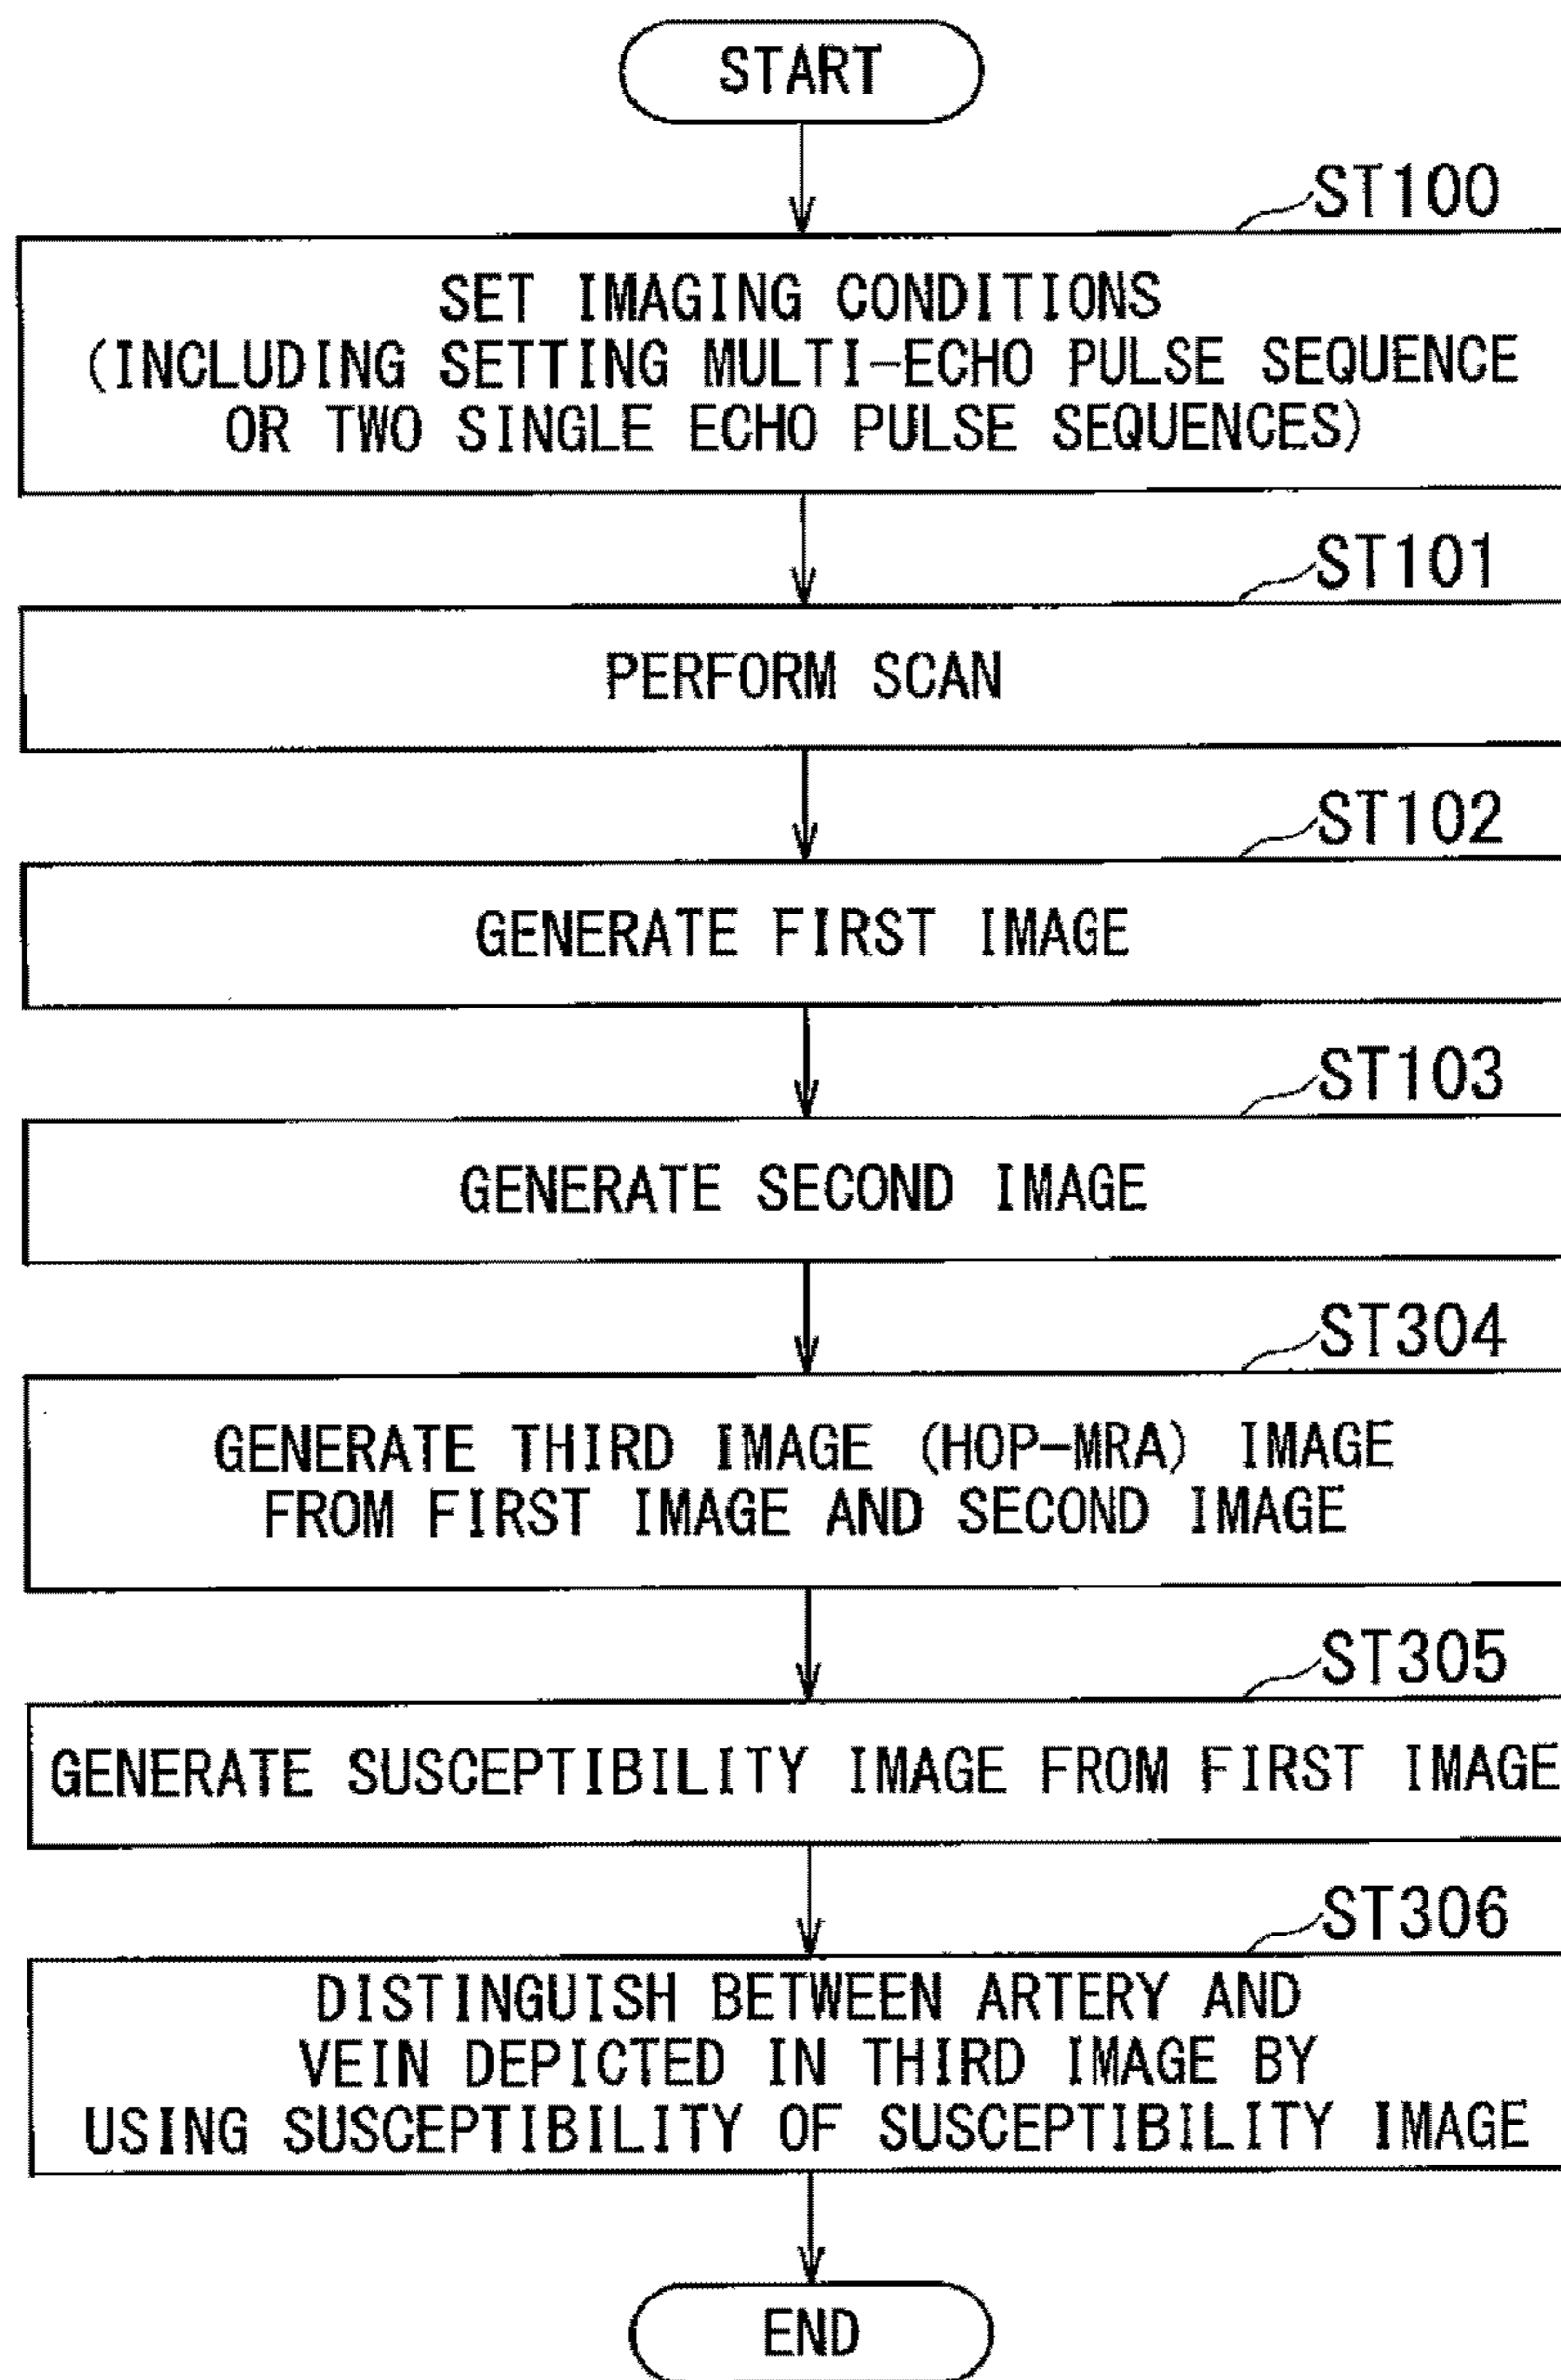 START
ST100
SET IMAGING CONDITIONS
(INCLUDING SETTING MULTI-ECHO PULSE SEQUENCE
OR TWO SINGLE ECHO PULSE SEQUENCES)
ST101
PERFORM SCAN
ST102
GENERATE FIRST IMAGE
ST103
GENERATE SECOND IMAGE
ST304
GENERATE THIRD IMAGE (HOP-MRA) IMAGE
FROM FIRST IMAGE AND SECOND IMAGE
ST305
GENERATE SUSCEPTIBILITY IMAGE FROM FIRST IMAGE
ST306
DISTINGUISH BETWEEN ARTERY AND
VEIN DEPICTED IN THIRD IMAGE BY
USING SUSCEPTIBILITY OF SUSCEPTIBILITY IMAGE
END